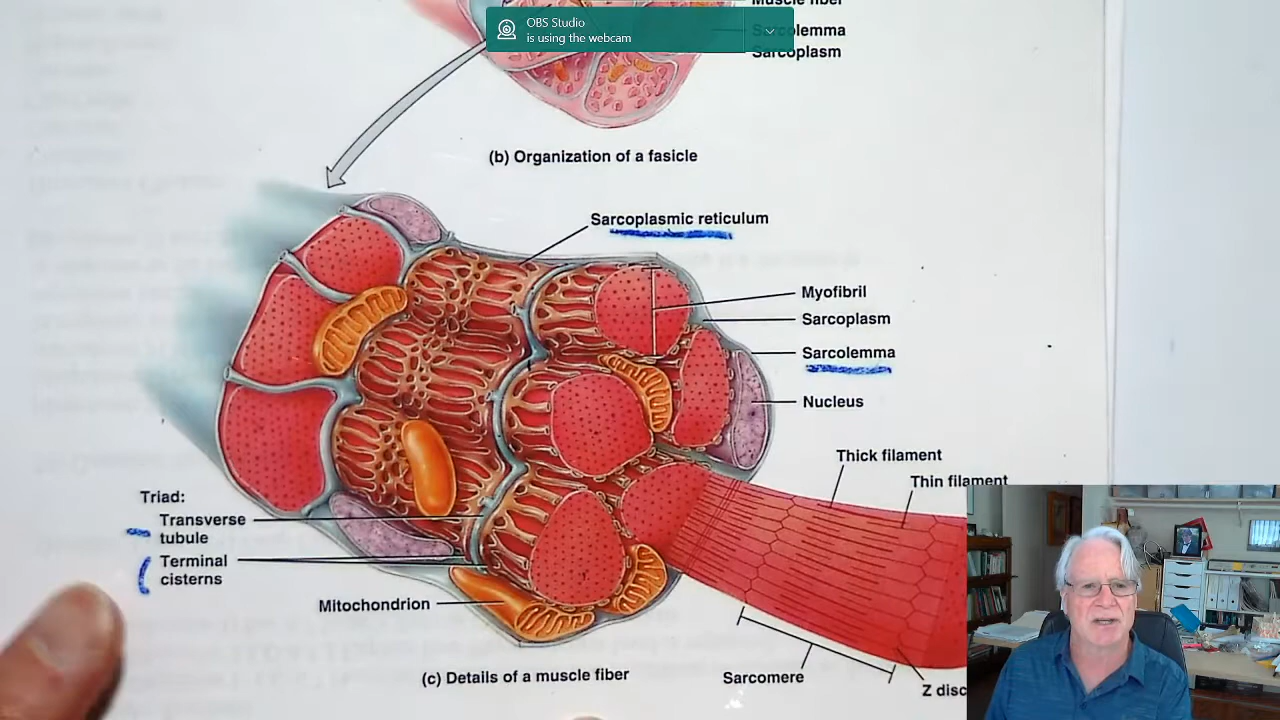 Muscle fiber
OBS Studio
is using the webcam
Sarcolemma
Sarcoplasm
(b) Organization of a fasicle
Sarcoplasmic reticulum
Myofibril
Sarcoplasm
Sarcolemma
Nucleus
Thick filament
Thin filament
Triad:
Transverse
tubule
Terminal
cisterns
Mitochondrion
(c) Details of a muscle fiber
Sarcomere
Z disc